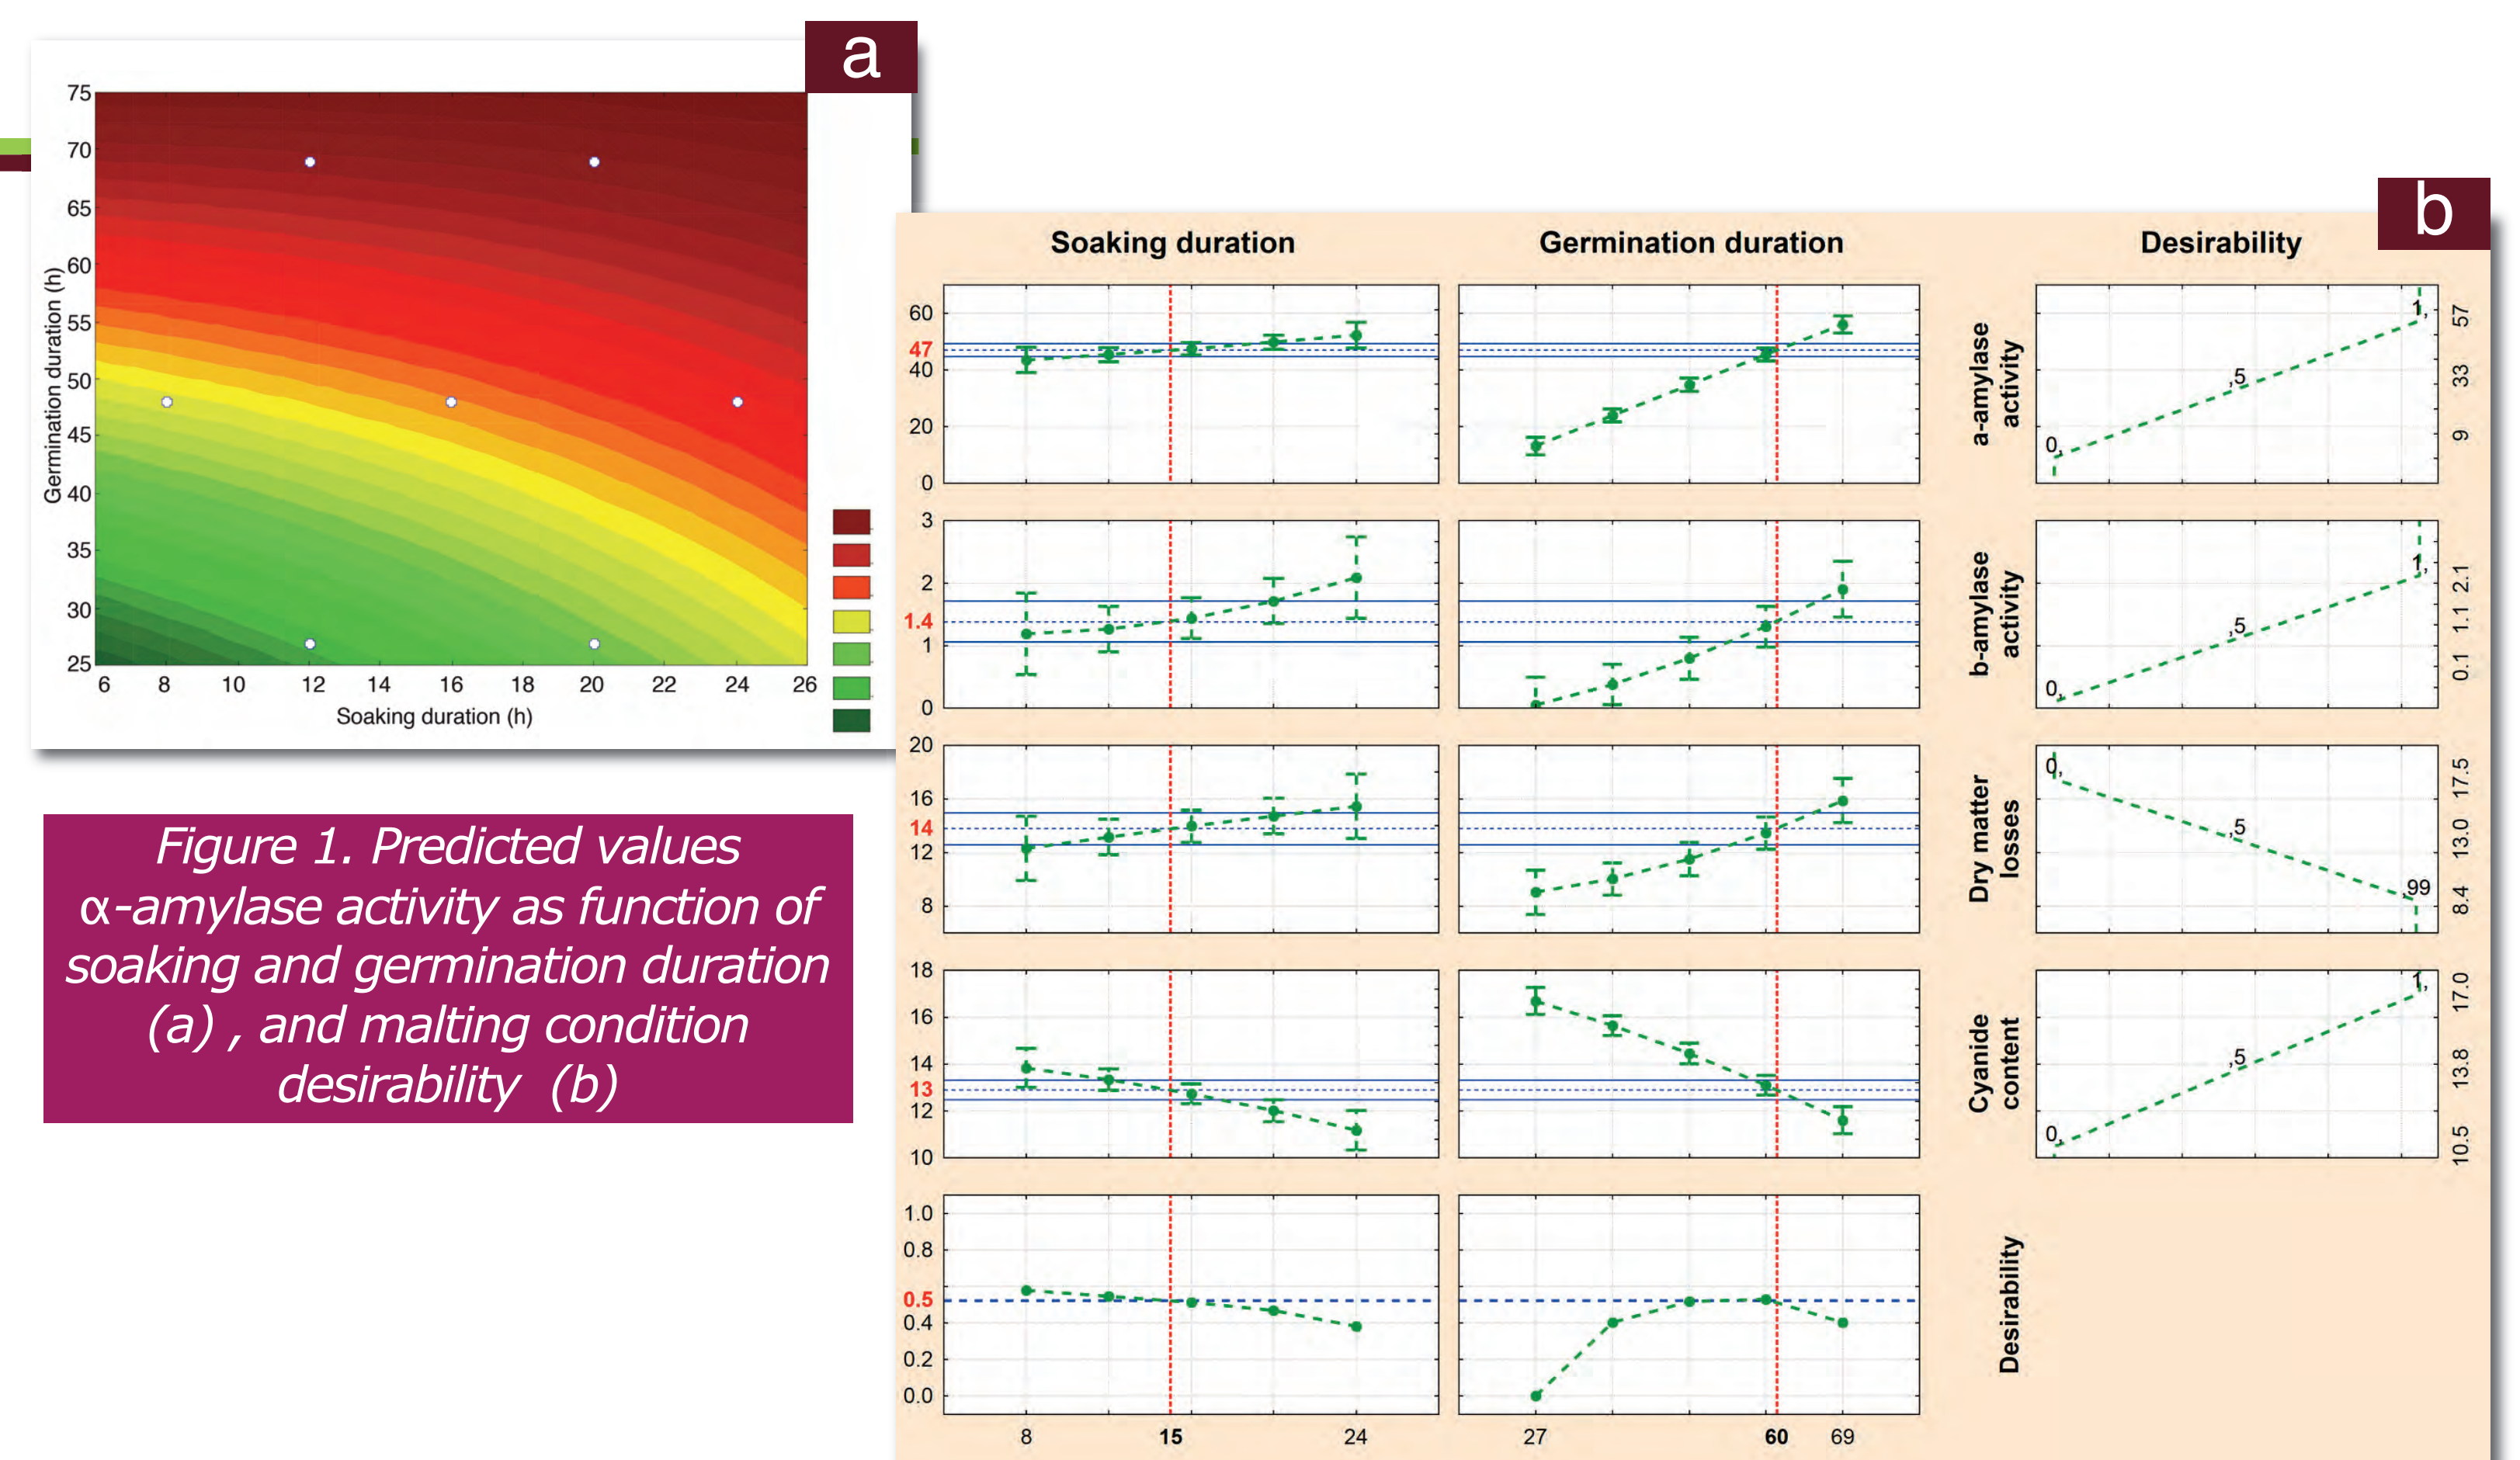 a
75
70
65
60
55
50
45
40
35
30
25
Germination duration (h)
6 8 10 12 14 16 18 20 22 24 26
Soaking duration (h)
Figure 1. Predicted values
α-amylase activity as function of
soaking and germination duration
(a) , and malting condition
desirability (b)
b
Soaking duration Germination duration Desirability
60
47
40
20
0
a-amylase
activity
0, ,5 1,
57
33
9
3
2
1.4
1
0
b-amylase
activity
0, ,5 1,
2.1
1.1
0.1
20
16
14
12
8
Dry matter
losses
0, ,5 ,99
17.5
13.0
8.4
18
16
14
13
12
10
Cyanide
content
0, ,5 1,
17.0
13.8
10.5
1.0
0.8
0.5
0.4
0.2
0.0
Desirability
8 15 24 27 60 69